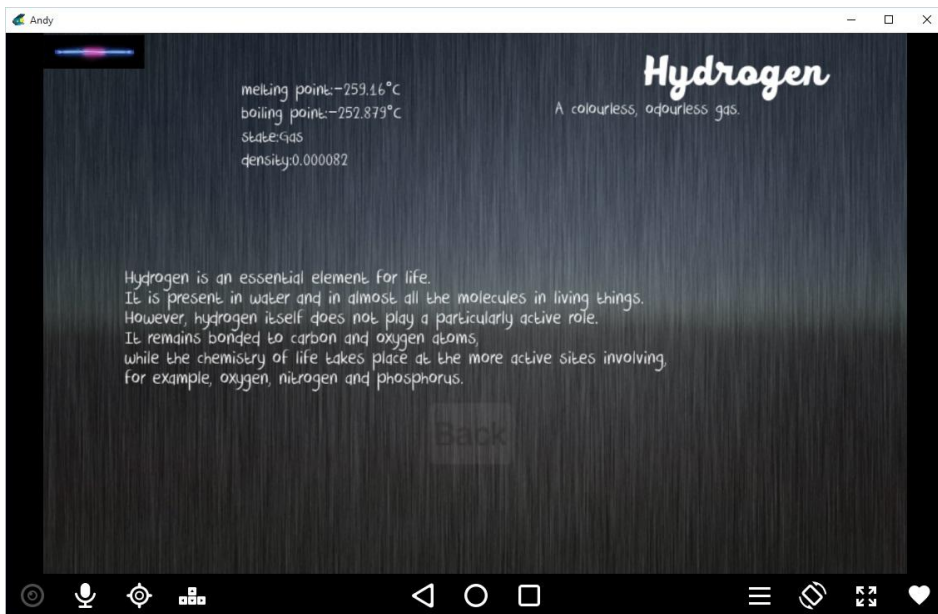 Andy
Hydrogen
melting point:-259.16°C
A colourless, odourless gas.
boiling point:-252.879°C
state:Gas
density:0.000082
Hydrogen is an essential element for life.
It is present in water and in almost all the molecules in living things.
However, hydrogen itself does not play a particularly active role.
It remains bonded to carbon and oxygen atoms,
while the chemistry of life takes place at the more active sites involving,
for example, oxygen, nitrogen and phosphorus.
Back